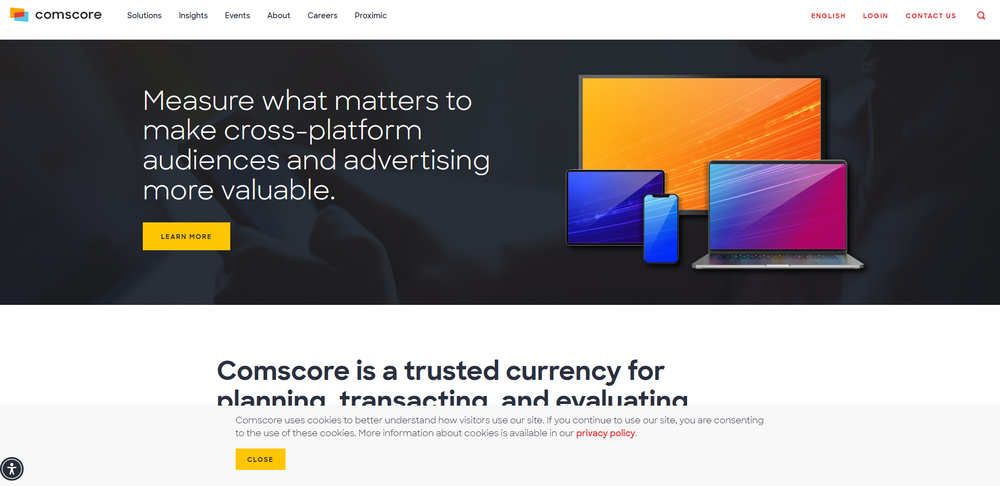 comscore
Solutions Insights Events About Careers Proximic
ENGLISH LOGIN CONTACT US
Measure what matters to
make cross-platform
audiences and advertising
more valuable.
LEARN MORE
Comscore is a trusted currency for
planning, transacting, and evaluating
Comscore uses cookies to better understand how visitors use our site. If you continue to use our site, you are consenting
to the use of these cookies. More information about cookies is available in our privacy policy.
CLOSE